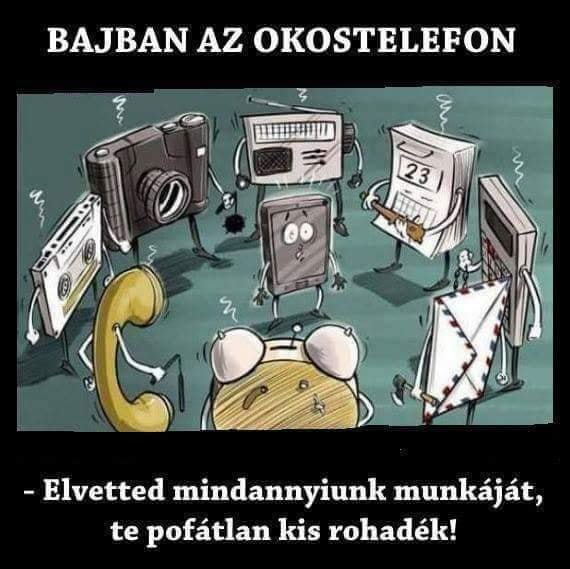 BAJBAN AZ OKOSTELEFON
23
- Elvetted mindannyiunk munkáját,
te pofátlan kis rohadék!